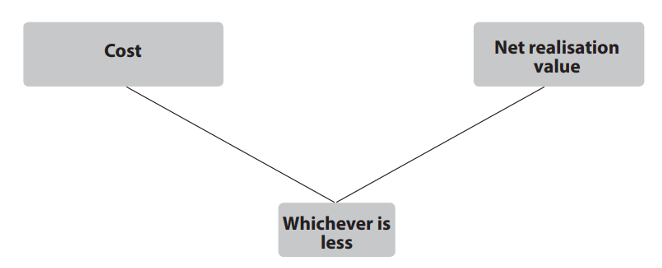 Cost
Net realisation
value
Whichever is
less